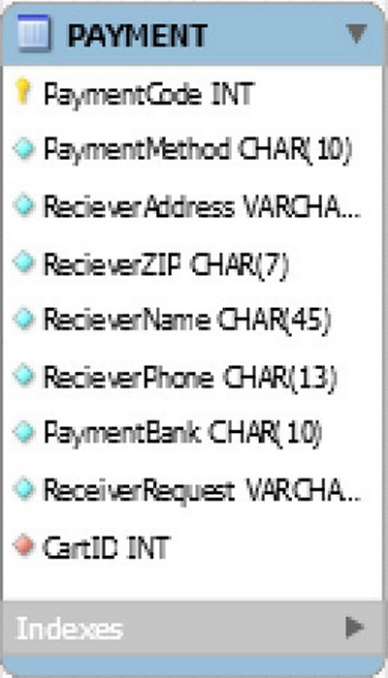 PAYMENT
PaymentCode INT
PaymentMethod CHAR(10)
RecieverAddress VARCHA...
RecieverZIP CHAR(7)
RecieverName CHAR(45)
RecieverPhone CHAR(13)
PaymentBank CHAR(10)
ReceiverRequest VARCHA...
CartID INT
Indexes